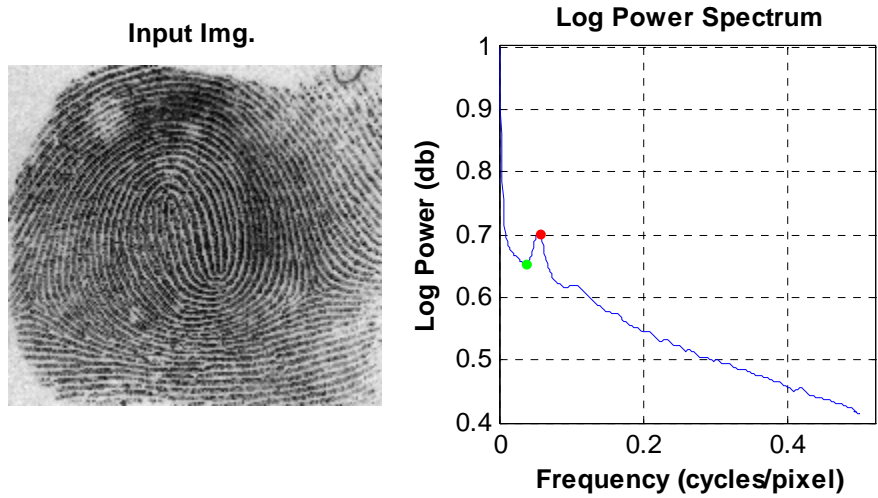 Input Img.
Log Power Spectrum
Log Power (db)
1
0.9
0.8
0.7
0.6
0.5
0.4
0 0.2 0.4
Frequency (cycles/pixel)